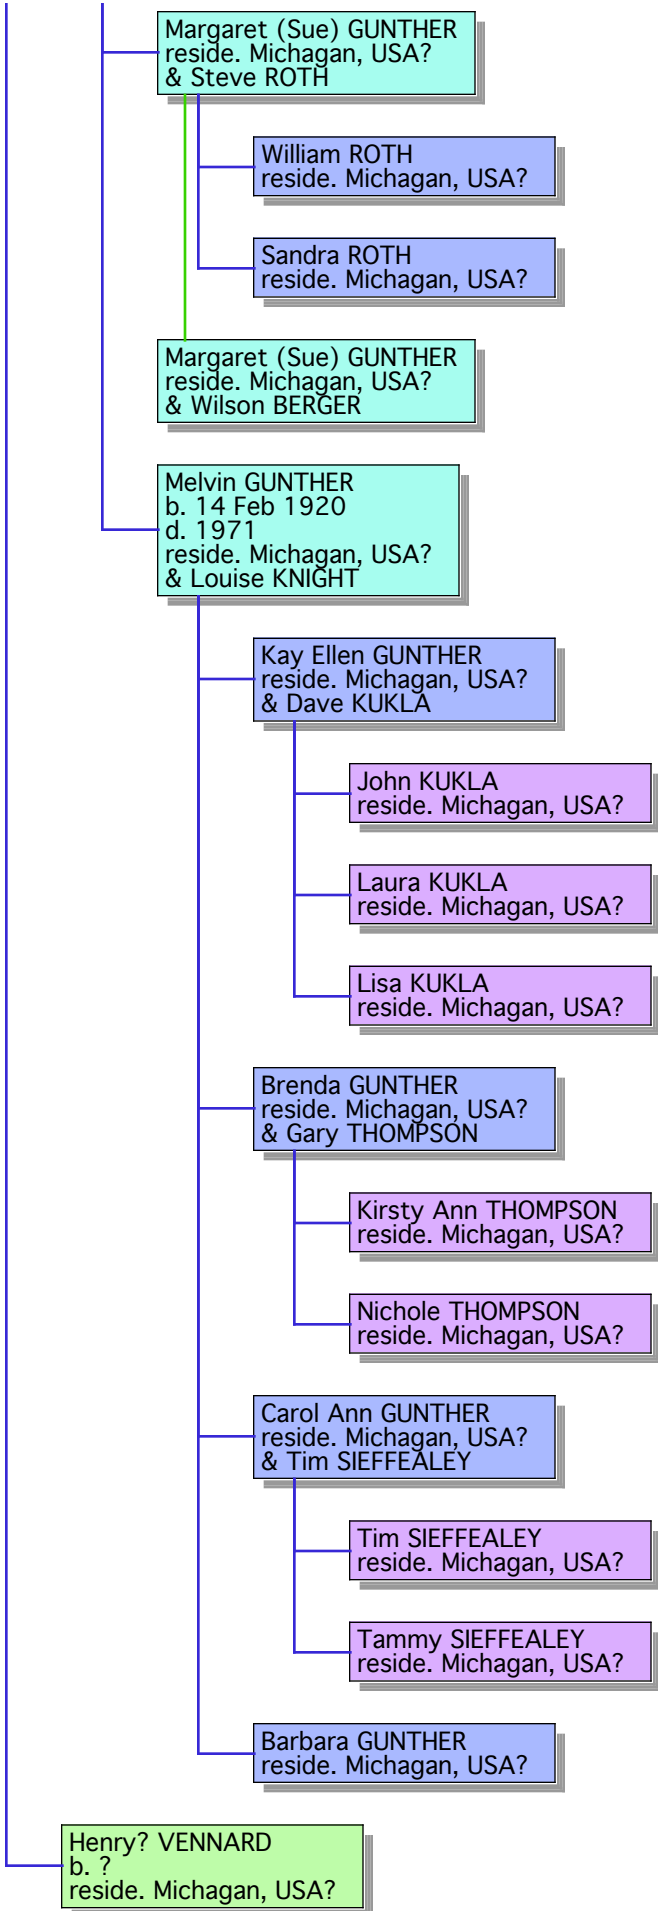 Margaret (Sue) GUNTHER
reside. Michagan, USA?
& Steve ROTH
William ROTH
reside. Michagan, USA?
Sandra ROTH
reside. Michagan, USA?
Margaret (Sue) GUNTHER
reside. Michagan, USA?
& Wilson BERGER
Melvin GUNTHER
b. 14 Feb 1920
d. 1971
reside. Michagan, USA?
& Louise KNIGHT
Kay Ellen GUNTHER
reside. Michagan, USA?
& Dave KUKLA
John KUKLA
reside. Michagan, USA?
Laura KUKLA
reside. Michagan, USA?
Lisa KUKLA
reside. Michagan, USA?
Brenda GUNTHER
reside. Michagan, USA?
& Gary THOMPSON
Kirsty Ann THOMPSON
reside. Michagan, USA?
Nichole THOMPSON
reside. Michagan, USA?
Carol Ann GUNTHER
reside. Michagan, USA?
& Tim SIEFFEALEY
Tim SIEFFEALEY
reside. Michagan, USA?
Tammy SIEFFEALEY
reside. Michagan, USA?
Barbara GUNTHER
reside. Michagan, USA?
Henry? VENNARD
b. ?
reside. Michagan, USA?